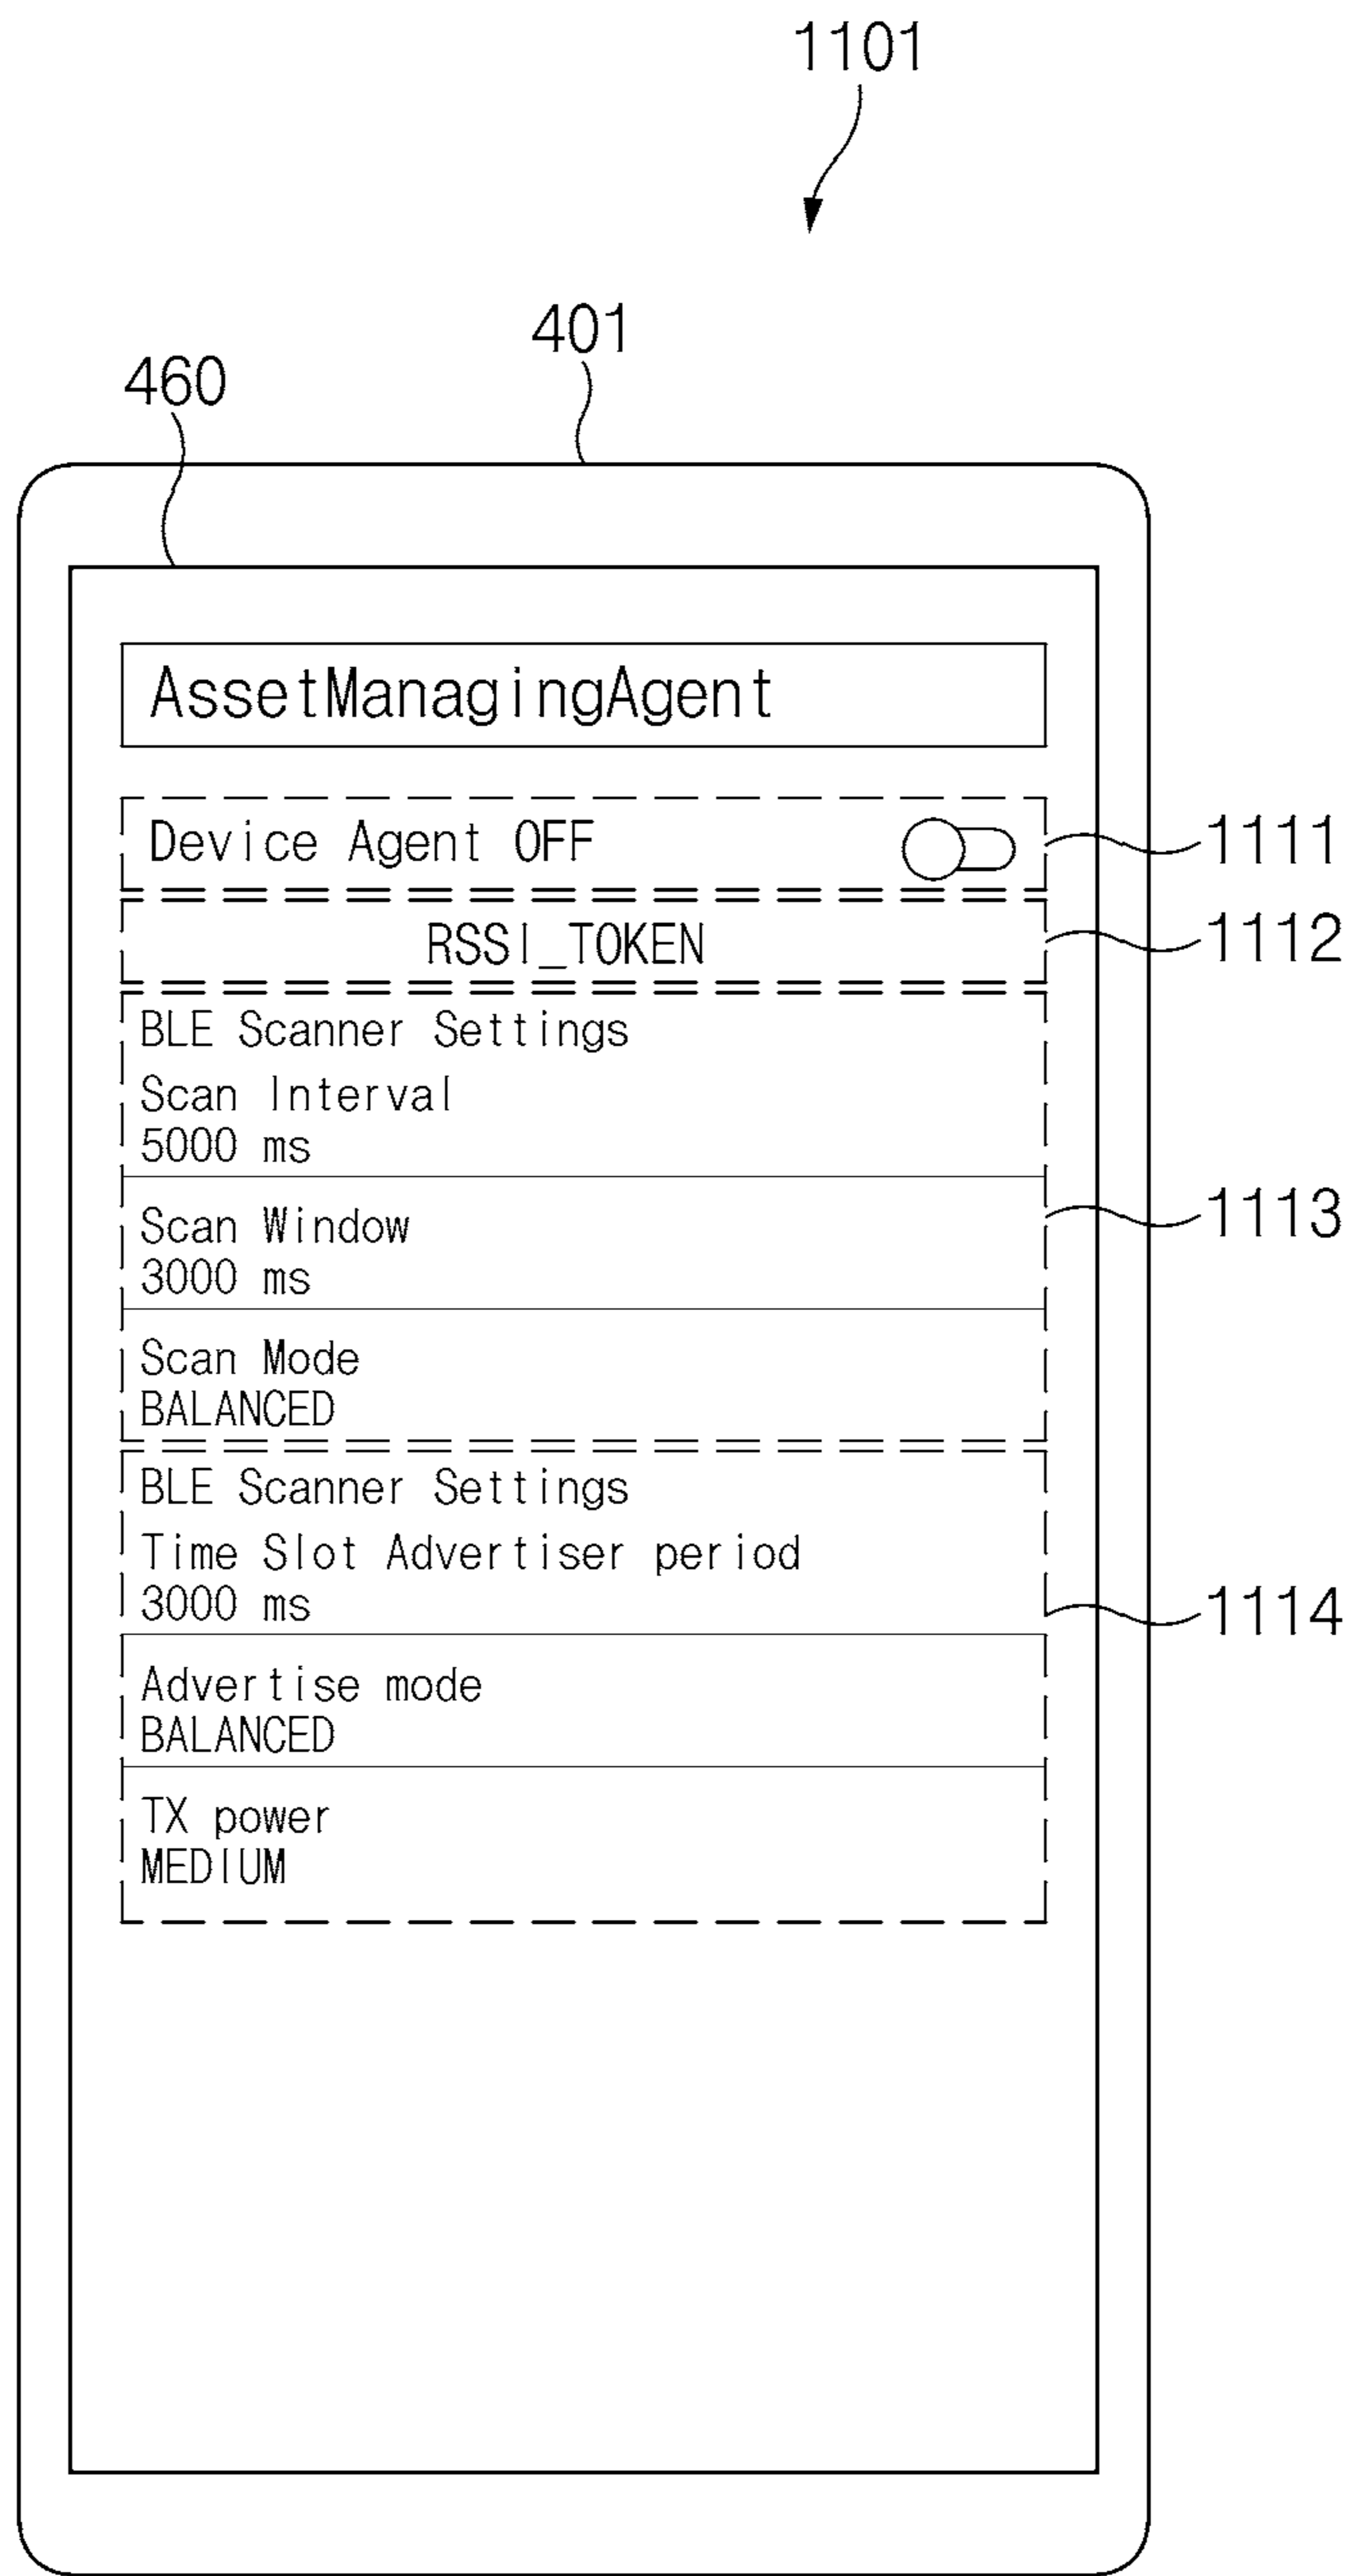 1101
401
460
AssetManagingAgent
Device Agent OFF
1111
RSSI_TOKEN
1112
BLE Scanner Settings
Scan Interval
5000 ms
1113
Scan Window
3000 ms
Scan Mode
BALANCED
BLE Scanner Settings
Time Slot Advertiser period
3000 ms
1114
Advertise mode
BALANCED
TX power
MEDIUM